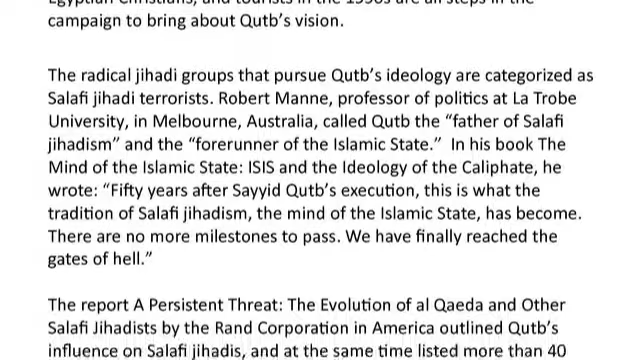 Egyptian Christians, and tourists in the 1990s are all steps in the
campaign to bring about Qutb’s vision.
The radical jihadi groups that pursue Qutb’s ideology are categorized as
Salafi jihadi terrorists. Robert Manne, professor of politics at La Trobe
University, in Melbourne, Australia, called Qutb the “father of Salafi
jihadism” and the “forerunner of the Islamic State.” In his book The
Mind of the Islamic State: ISIS and the Ideology of the Caliphate, he
wrote: “Fifty years after Sayyid Qutb’s execution, this is what the
tradition of Salafi jihadism, the mind of the Islamic State, has become.
There are no more milestones to pass. We have finally reached the
gates of hell.”
The report A Persistent Threat: The Evolution of al Qaeda and Other
Salafi Jihadists by the Rand Corporation in America outlined Qutb’s
influence on Salafi jihadis, and at the same time listed more than 40